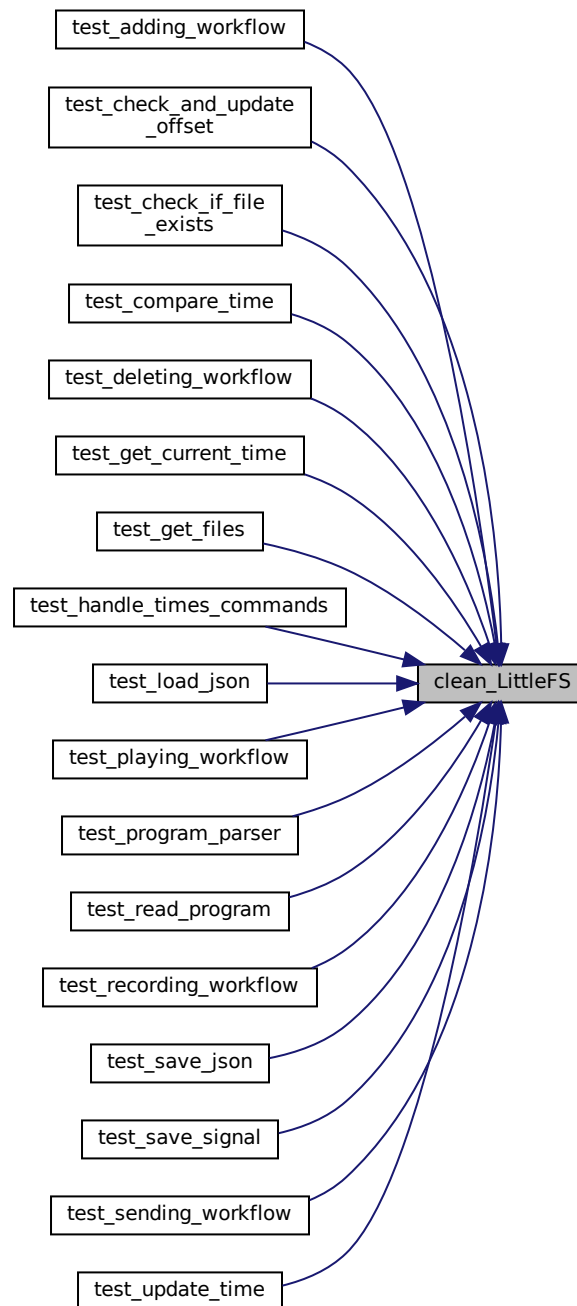 test_adding_workflow
test_check_and_update
_offset
test_check_if_file
_exists
test_compare_time
test_deleting_workflow
test_get_current_time
test_get_files
test_handle_times_commands
test_load_json
clean_LittleFS
test_playing_workflow
test_program_parser
test_read_program
test_recording_workflow
test_save_json
test_save_signal
test_sending_workflow
test_update_time